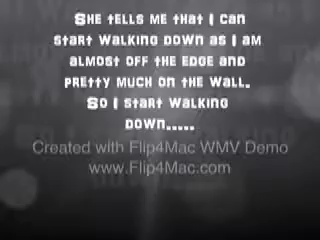 She tells me that I can
start walking down as I am
almost off the edge and
pretty much on the wall.
So I start walking
down.....
Created with Flip4Mac WMV Demo
www.Flip4Mac.com